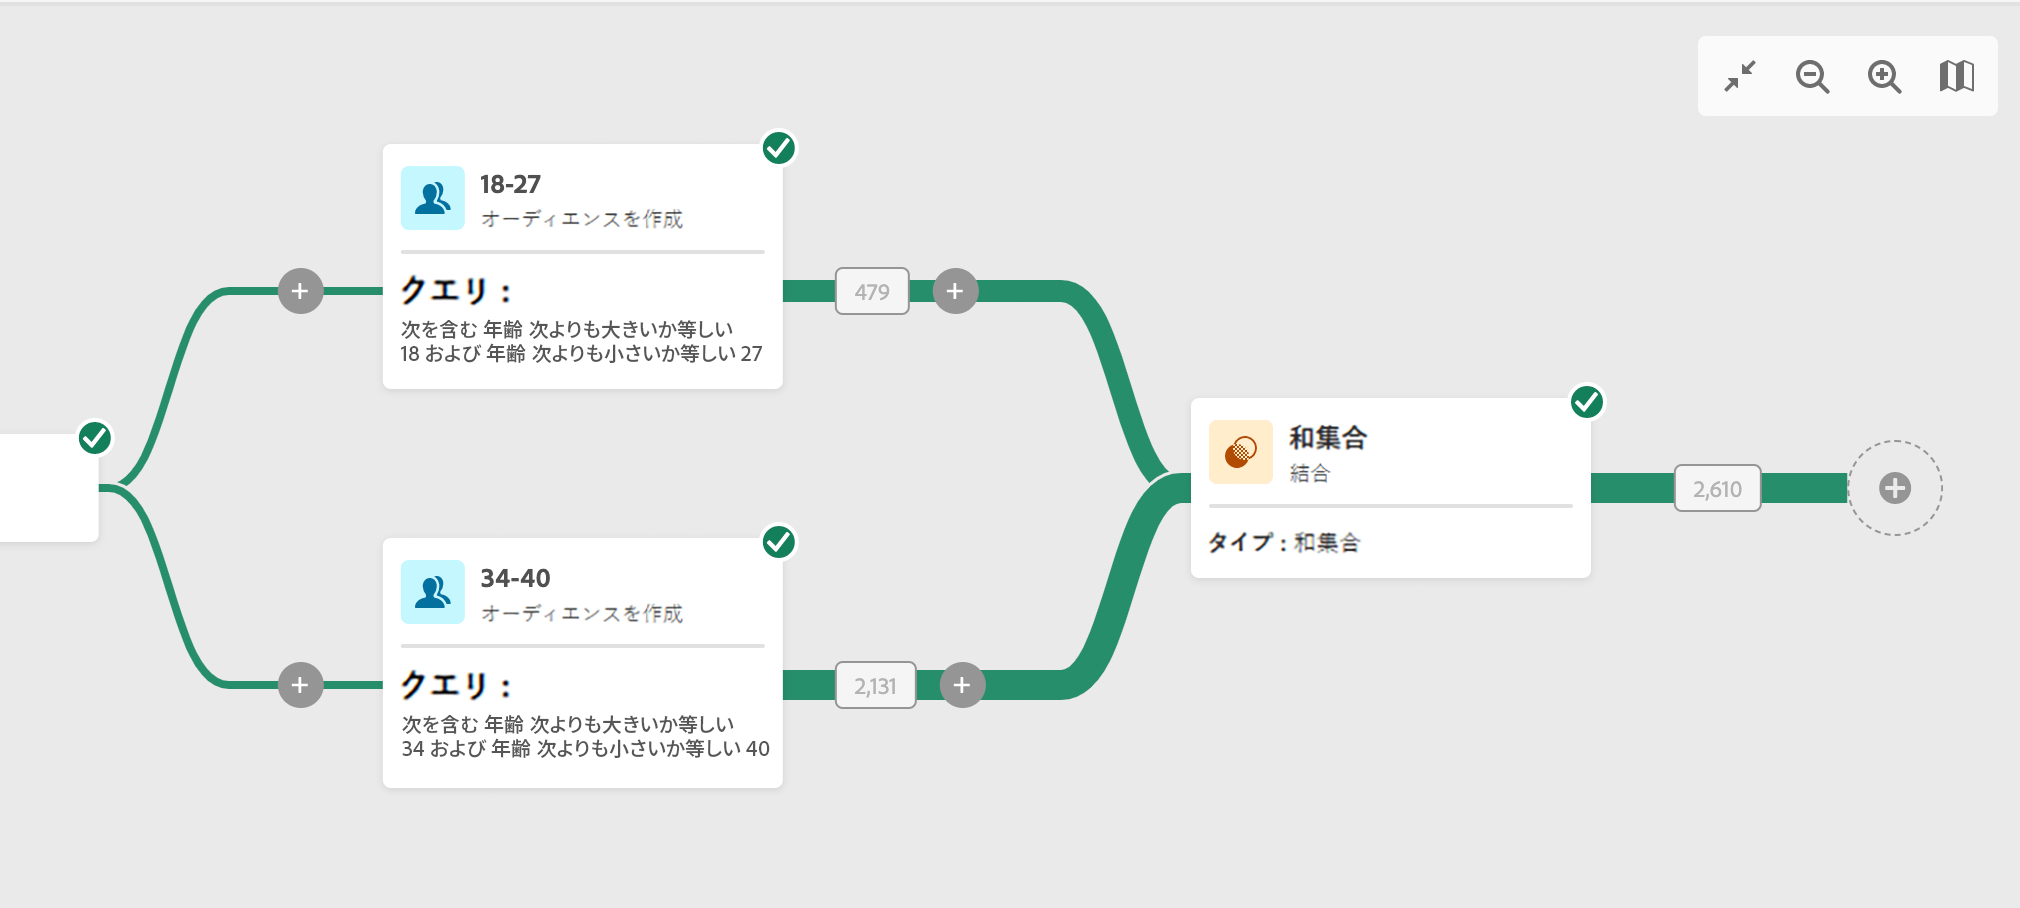 18-27
オーディエンスを作成
クエリ：
次を含む 年齢 次よりも大きいか等しい
18 および 年齢 次よりも小さいか等しい 27
479
34-40
オーディエンスを作成
クエリ：
次を含む 年齢 次よりも大きいか等しい
34 および 年齢 次よりも小さいか等しい 40
2,131
和集合
結合
タイプ：和集合
2,610